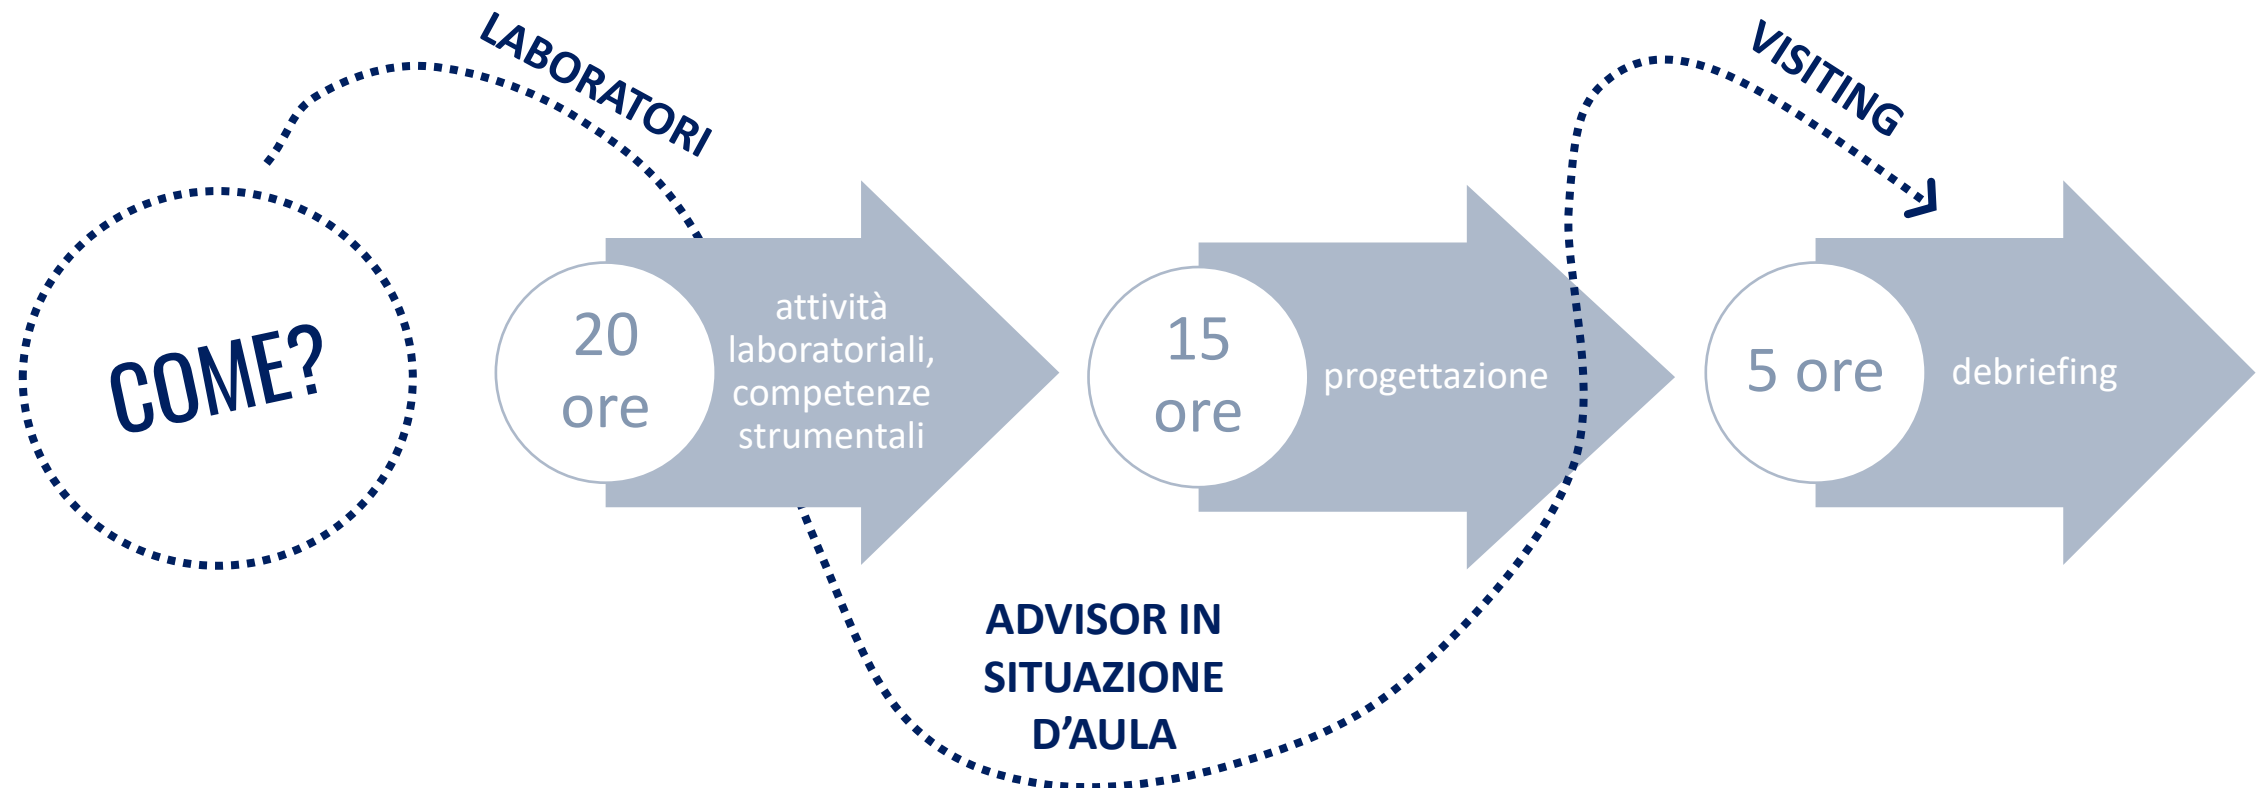 LABORATORI
VISITING
COME?
20
ore
attività
laboratoriali,
competenze
strumentali
15
ore
progettazione
5 ore
debriefing
ADVISOR IN
SITUAZIONE
D’AULA